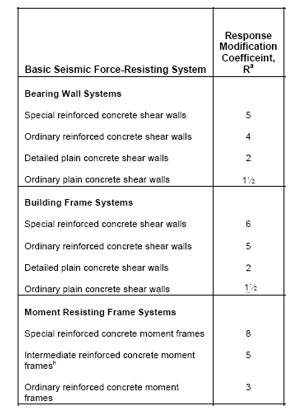 Basic Seismic Force-Resisting System
Response
Modification
Coefficeint,
Rᵃ
Bearing Wall Systems
Special reinforced concrete shear walls 5
Ordinary reinforced concrete shear walls 4
Detailed plain concrete shear walls 2
Ordinary plain concrete shear walls 1½
Building Frame Systems
Special reinforced concrete shear walls 6
Ordinary reinforced concrete shear walls 5
Detailed plain concrete shear walls 2
Ordinary plain concrete shear walls 1½
Moment Resisting Frame Systems
Special reinforced concrete moment frames 8
Intermediate reinforced concrete moment 5
framesʰ
Ordinary reinforced concrete moment 3
frames